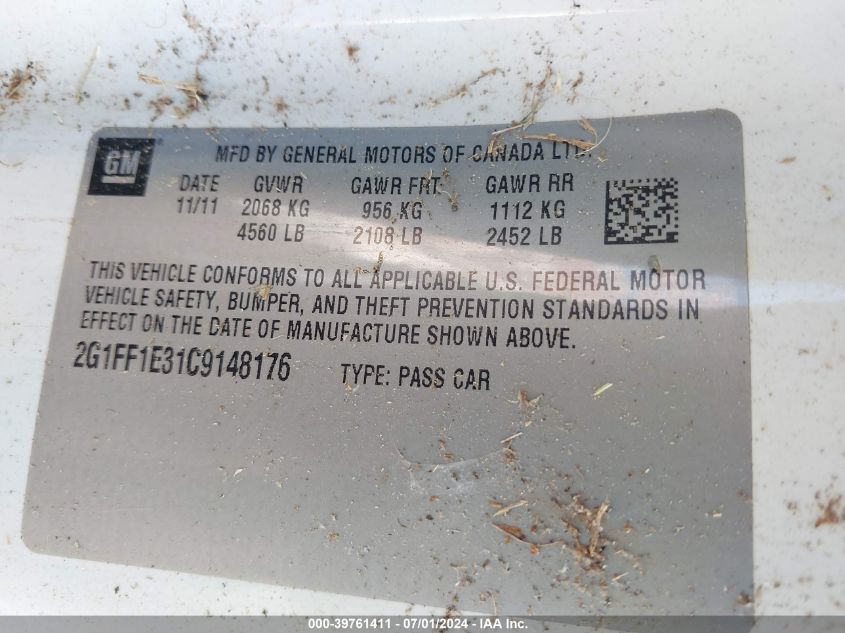 GM
MFD BY GENERAL MOTORS OF CANADA LTD.
DATE GVWR GAWR FRT GAWR RR
11/11 2068 KG 956 KG 1112 KG
4560 LB 2108 LB 2452 LB
THIS VEHICLE CONFORMS TO ALL APPLICABLE U.S. FEDERAL MOTOR
VEHICLE SAFETY, BUMPER, AND THEFT PREVENTION STANDARDS IN
EFFECT ON THE DATE OF MANUFACTURE SHOWN ABOVE.
2G1FF1E31C9148176 TYPE: PASS CAR
000-39761411 - 07/01/2024 - IAA Inc.